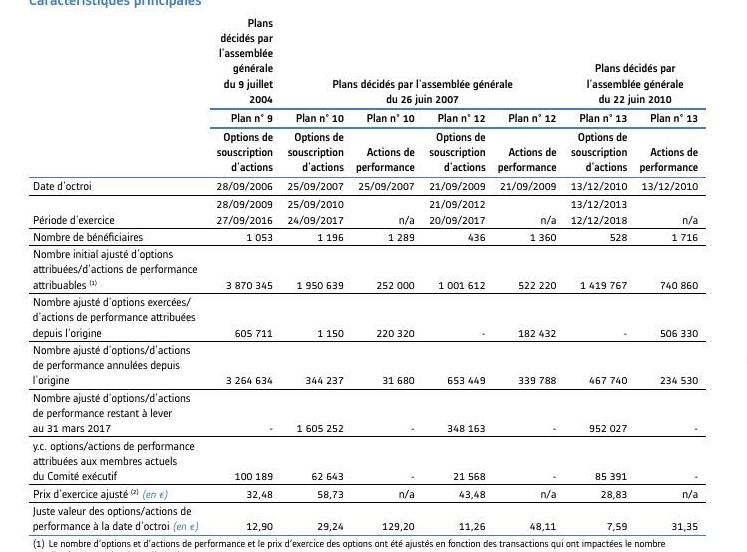 Caractéristiques principales
Plans
décidés par
l'assemblée
générale
du 9 juillet
2004
Plans décidés par l'assemblée générale
du 26 juin 2007
Plans décidés par
l'assemblée générale
du 22 juin 2010
Plan n° 9 Plan n° 10 Plan n° 10 Plan n° 12 Plan n° 12 Plan n° 13 Plan n° 13
Options de souscription d'actions Options de souscription d'actions Actions de performance Options de souscription d'actions Actions de performance Options de souscription d'actions Actions de performance
Date d'octroi 28/09/2006 25/09/2007 25/09/2007 21/09/2009 21/09/2009 13/12/2010 13/12/2010
28/09/2009 25/09/2010 21/09/2012 13/12/2013
Période d'exercice 27/09/2016 24/09/2017 n/a 20/09/2017 n/a 12/12/2018 n/a
Nombre de bénéficiaires 1 053 1 196 1 289 436 1 360 528 1 716
Nombre initial ajusté d'options
attribuées/d'actions de performance
attribuables (1) 3 870 345 1 950 639 252 000 1 001 612 522 220 1 419 767 740 860
Nombre ajusté d'options exercées/
d'actions de performance attribuées
depuis l'origine 605 711 1 150 220 320 - 182 432 - 506 330
Nombre ajusté d'options/d'actions
de performance annulées depuis
l'origine 3 264 634 344 237 31 680 653 449 339 788 467 740 234 530
Nombre ajusté d'options/d'actions
de performance restant à lever
au 31 mars 2017 - 1 605 252 - 348 163 - 952 027 -
y.c. options/actions de performance
attribuées aux membres actuels
du Comité exécutif 100 189 62 643 - 21 568 - 85 391 -
Prix d'exercice ajusté (2) (en €) 32,48 58,73 n/a 43,48 n/a 28,83 n/a
Juste valeur des options/actions de
performance à la date d'octroi (en €) 12,90 29,24 129,20 11,26 48,11 7,59 31,35
(1) Le nombre d'options et d'actions de performance et le prix d'exercice des options ont été ajustés en fonction des transactions qui ont impactées le nombre